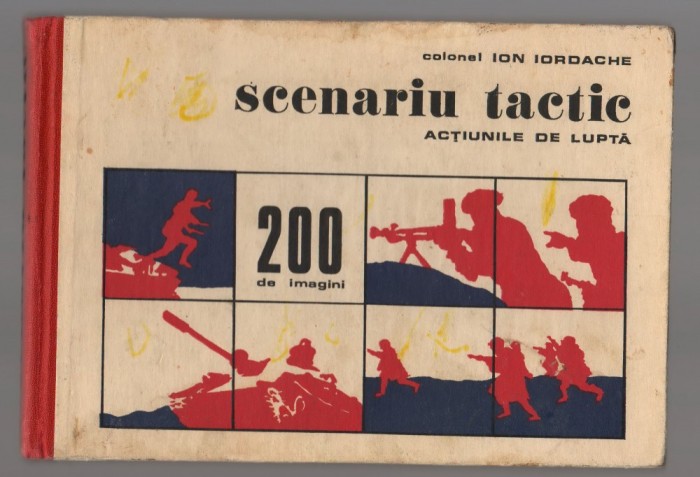 colonel ION IORDACHE
scenariu tactic
ACȚIUNILE DE LUPTĂ
200
de imagini